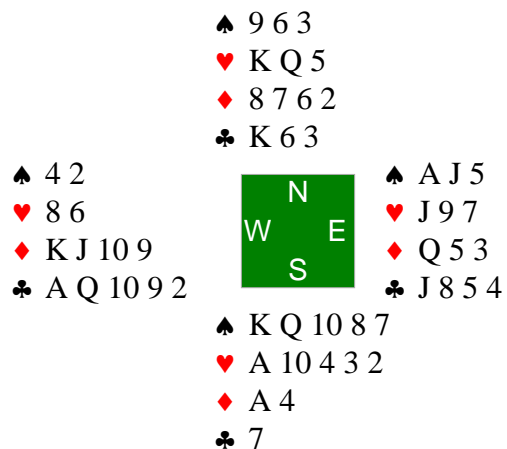 ♠ 9 6 3
♥ K Q 5
♦ 8 7 6 2
♣ K 6 3
♠ 4 2
♥ 8 6
♦ K J 10 9
♣ A Q 10 9 2
N
W E
S
♠ A J 5
♥ J 9 7
♦ Q 5 3
♣ J 8 5 4
♠ K Q 10 8 7
♥ A 10 4 3 2
♦ A 4
♣ 7